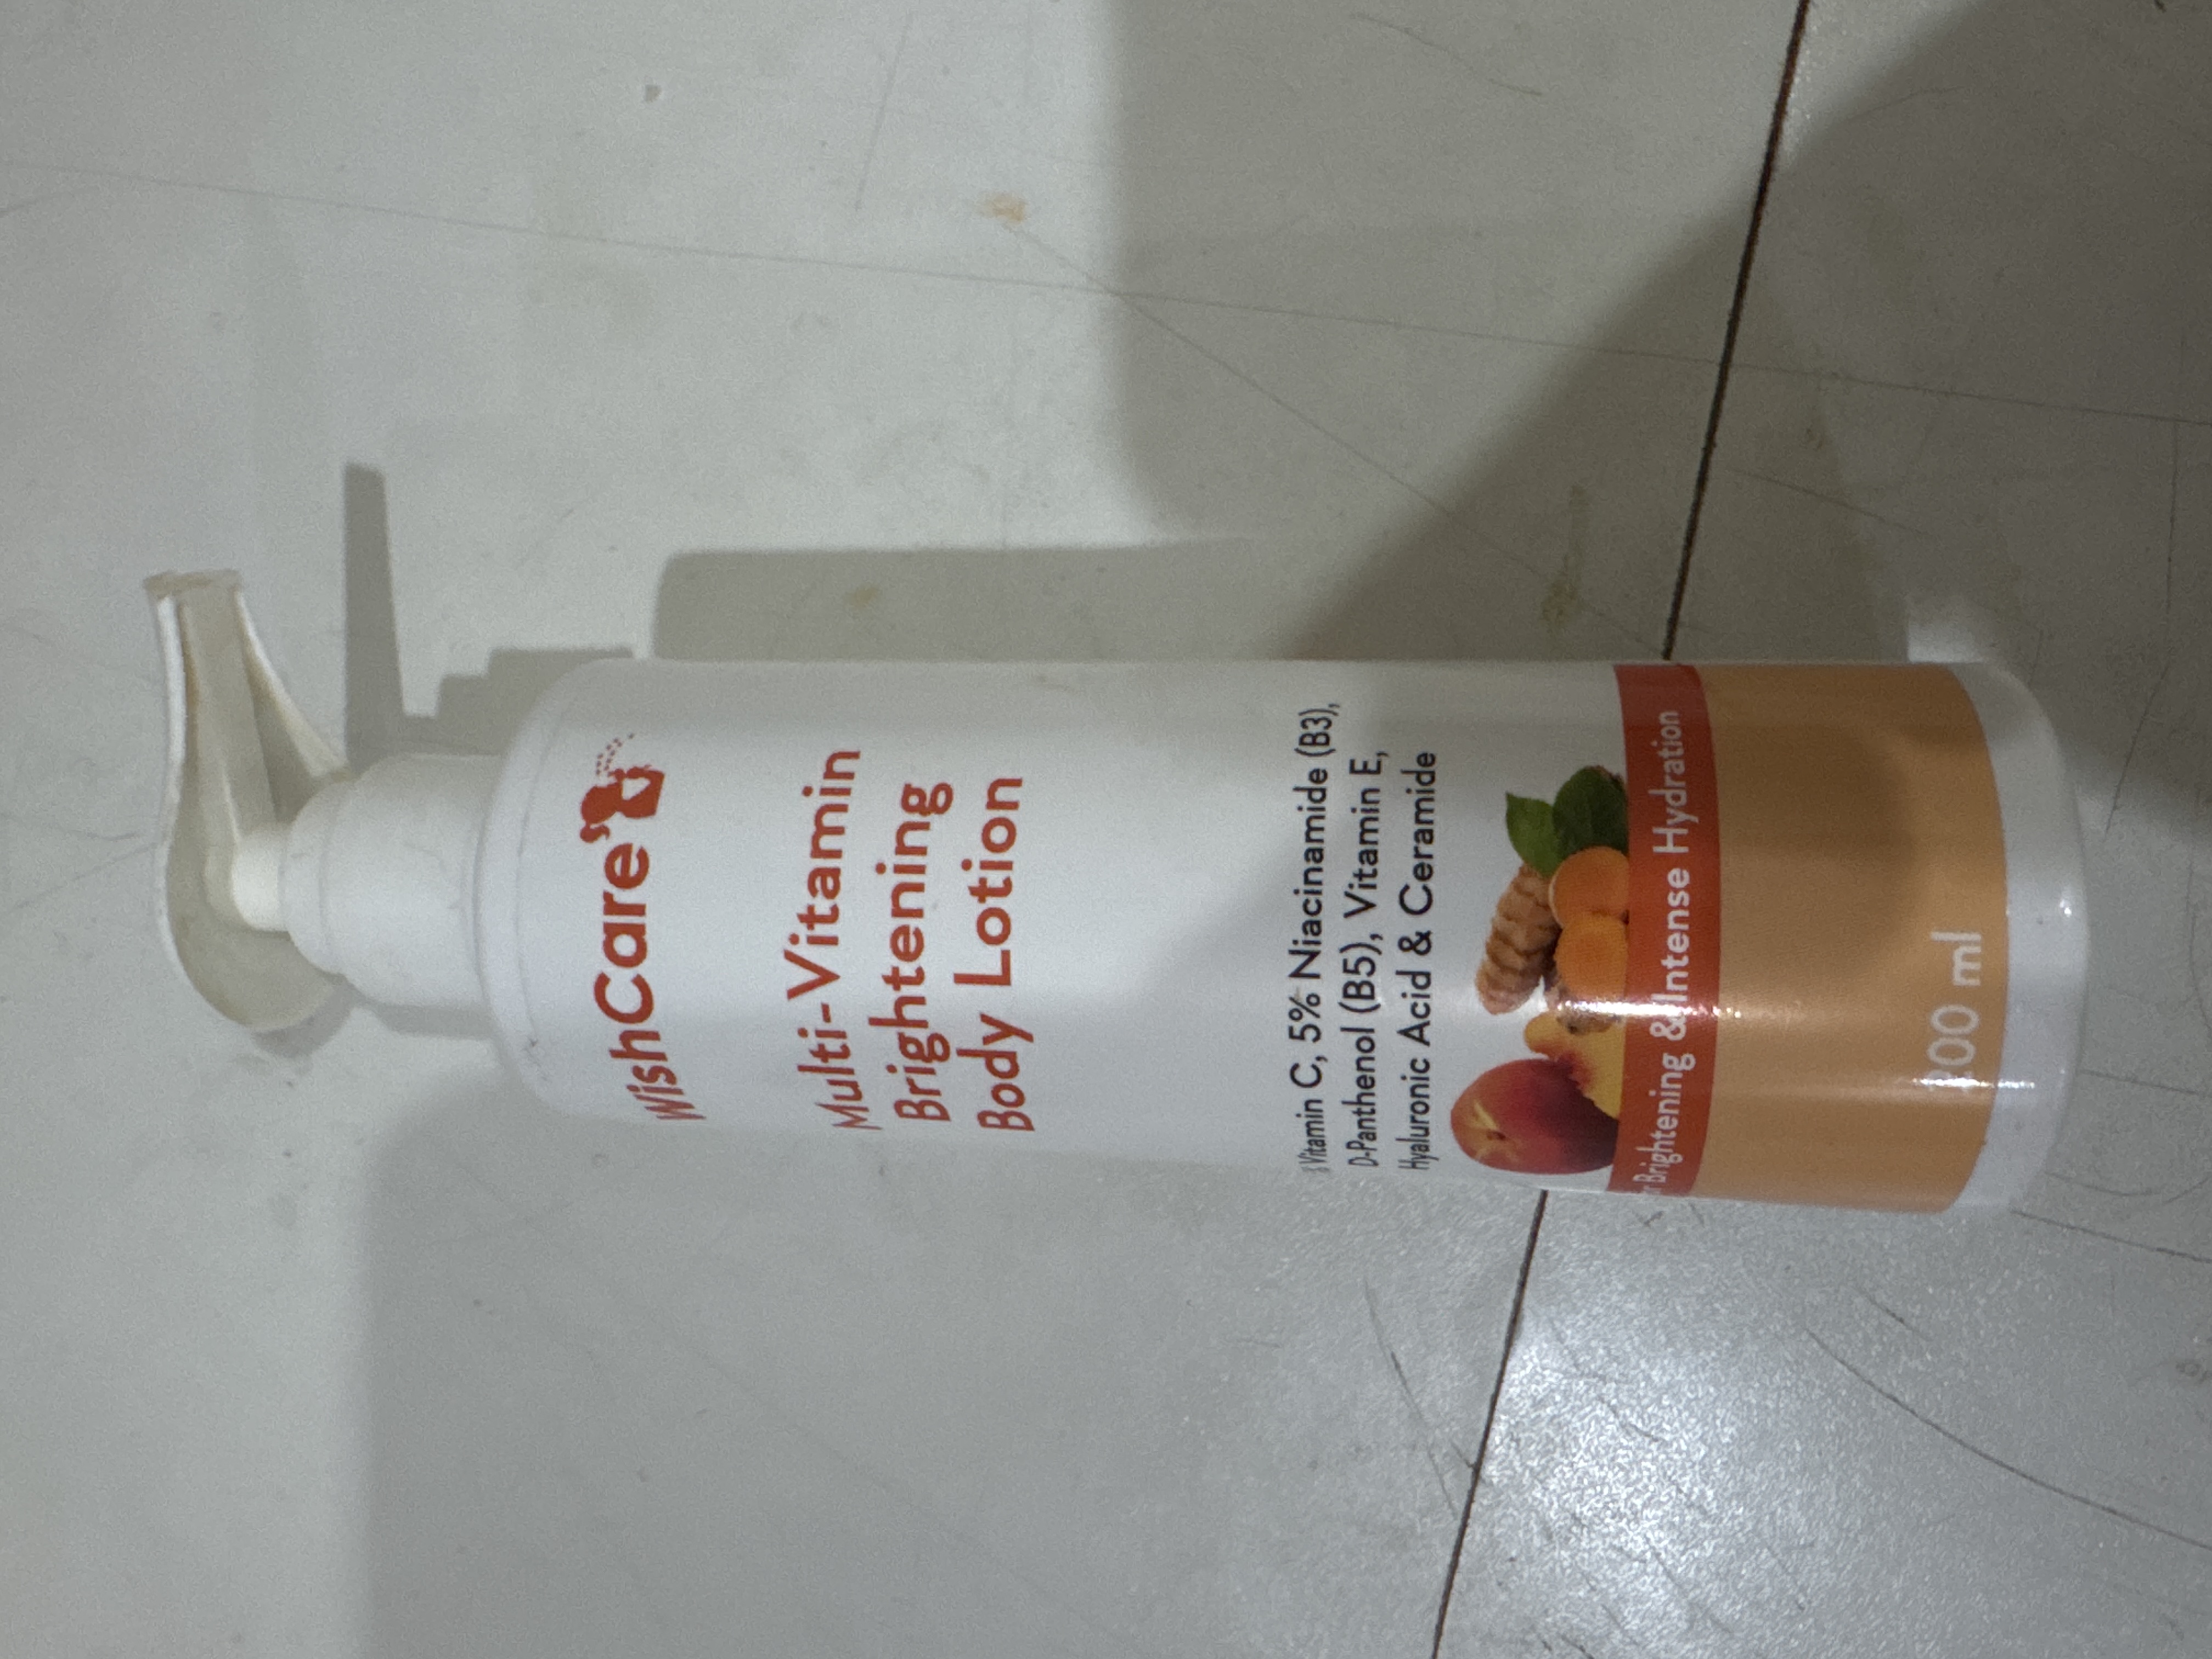 WishCare
Multi-Vitamin
Brightening
Body Lotion
Vitamin C, 5% Niacinamide (B3),
D-Panthenol (B5), Vitamin E,
Hyaluronic Acid & Ceramide
Brightening & Intense Hydration
200 ml